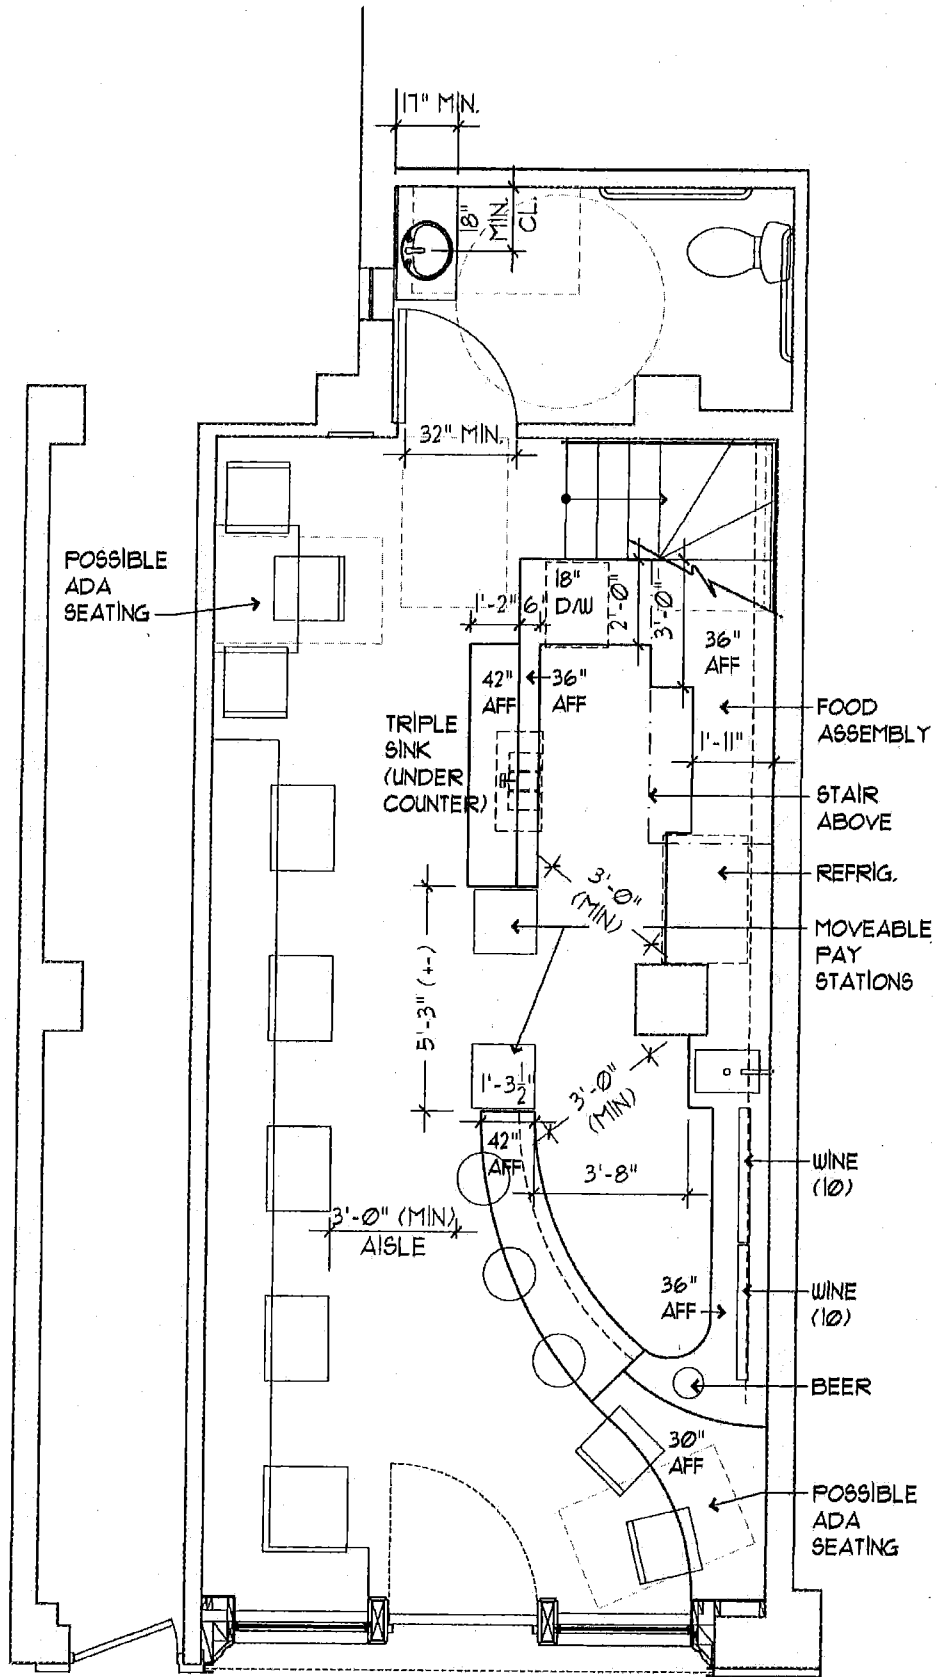 17" MIN.
18"
MIN.
CL.
32" MIN.
POSSIBLE
ADA
SEATING
18"
D/W
1'-2"
6
2'-0"
3'-0"
36"
AFF
42"
AFF
36"
AFF
FOOD
ASSEMBLY
1'-11"
TRIPLE
SINK
(UNDER
COUNTER)
STAIR
ABOVE
REFRIG.
3'-0"
(MIN)
MOVEABLE
PAY
STATIONS
5'-3" (+-)
1'-3½"
3'-0"
(MIN)
42"
AFF
3'-8"
WINE
(10)
3'-0" (MIN)
AISLE
36"
AFF
WINE
(10)
BEER
30"
AFF
POSSIBLE
ADA
SEATING